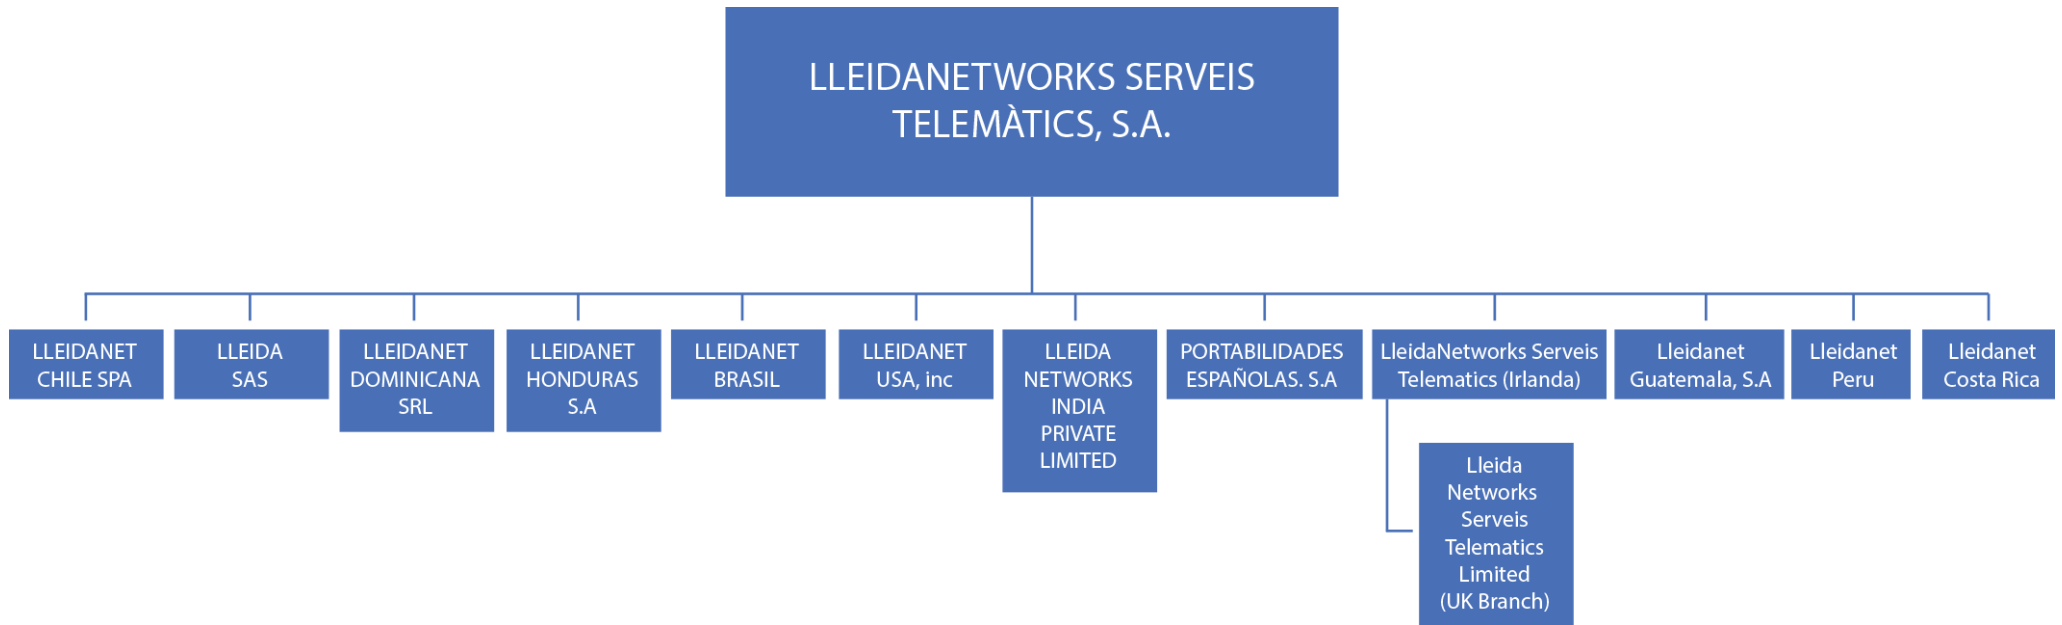 LLEIDANETWORKS SERVEIS
TELEMÀTICS, S.A.
LLEIDANET
CHILE SPA
LLEIDA
SAS
LLEIDANET
DOMINICANA
SRL
LLEIDANET
HONDURAS
S.A
LLEIDANET
BRASIL
LLEIDANET
USA, inc
LLEIDA
NETWORKS
INDIA
PRIVATE
LIMITED
PORTABILIDADES
ESPAÑOLAS. S.A
LleidaNetworks Serveis
Telematics (Irlanda)
Lleidanet
Guatemala, S.A
Lleidanet
Peru
Lleidanet
Costa Rica
Lleida
Networks
Serveis
Telematics
Limited
(UK Branch)